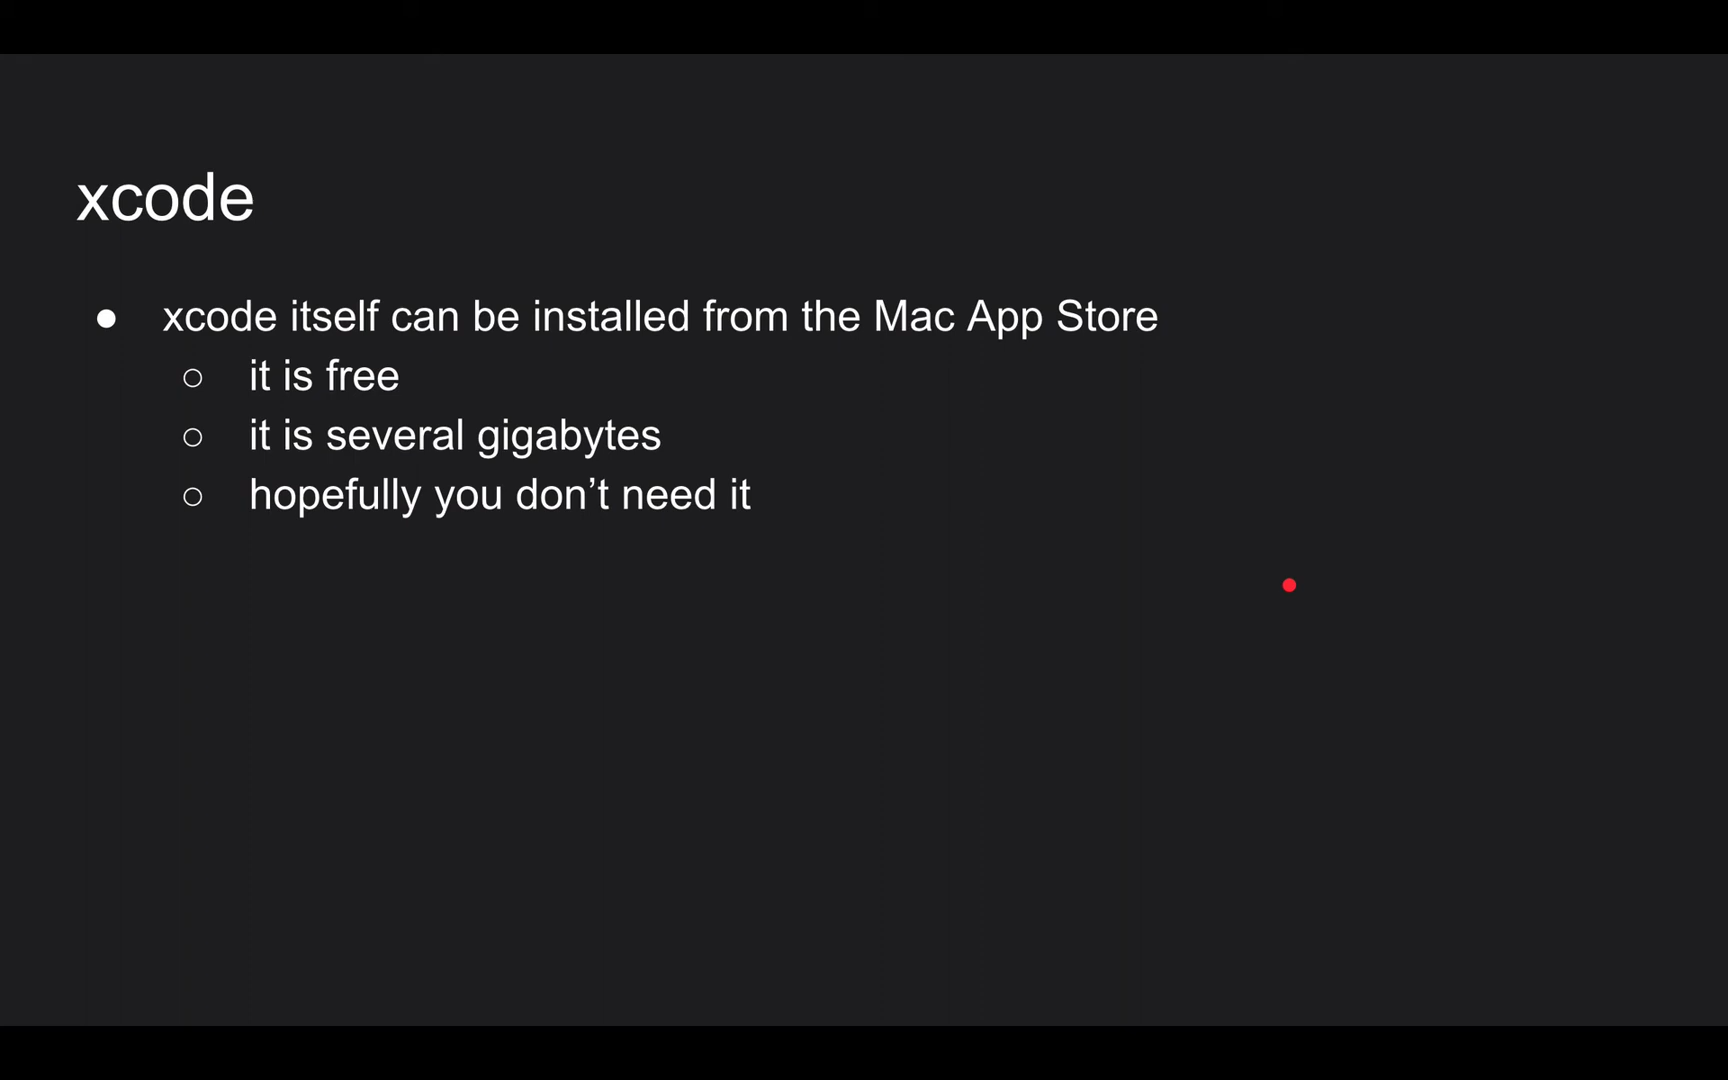 xcode
● xcode itself can be installed from the Mac App Store
○ it is free
○ it is several gigabytes
○ hopefully you don’t need it